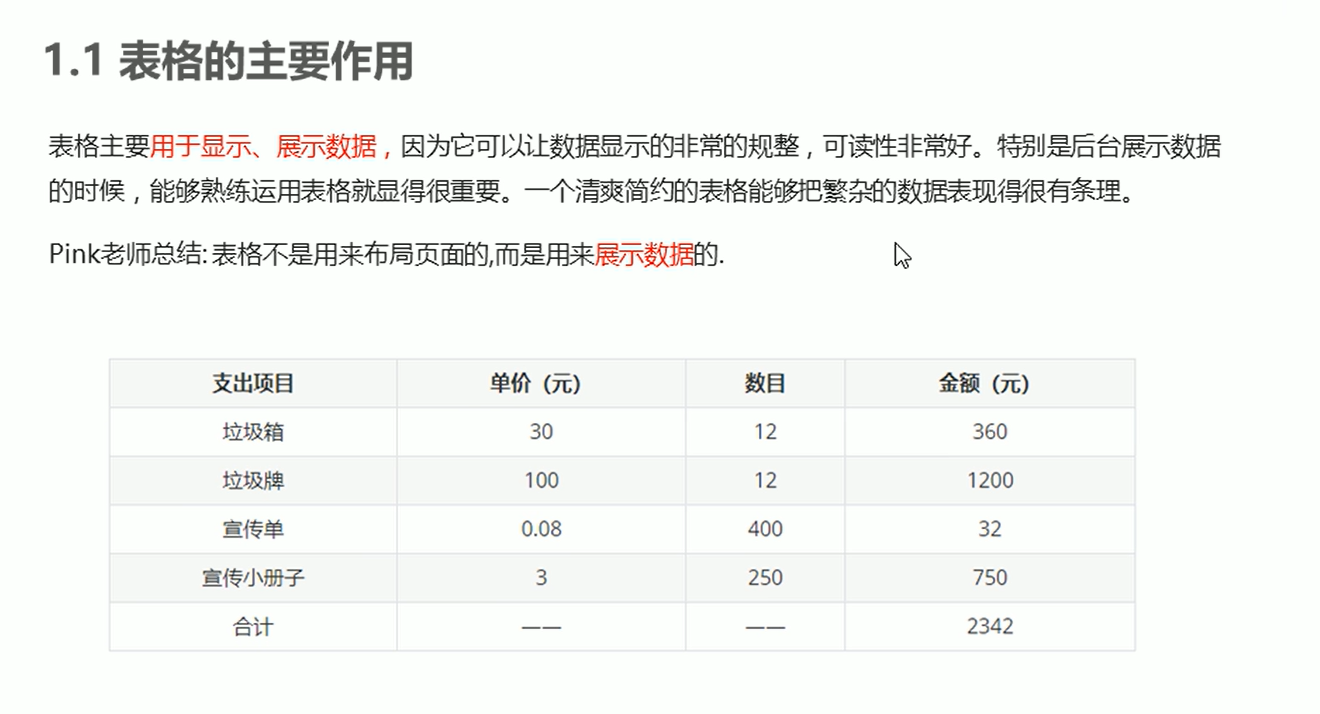 1.1 表格的主要作用
表格主要用于显示、展示数据，因为它可以让数据显示的非常的规整，可读性非常好。特别是后台展示数据
的时候，能够熟练运用表格就显得很重要。一个清爽简约的表格能够把繁杂的数据表现得很有条理。
Pink老师总结: 表格不是用来布局页面的,而是用来展示数据的.
支出项目 单价（元） 数目 金额（元）
垃圾箱 30 12 360
垃圾牌 100 12 1200
宣传单 0.08 400 32
宣传小册子 3 250 750
合计 —— —— 2342